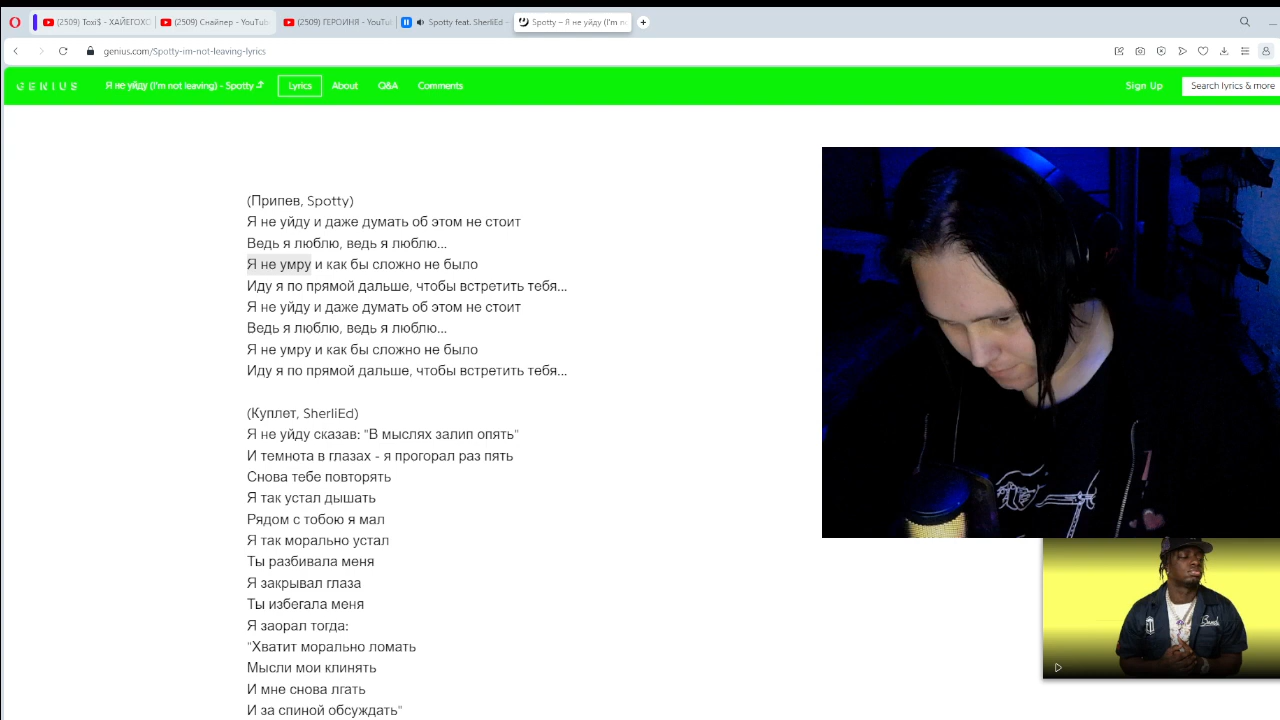 (2509) Toxi$ - ХАЙЕГОХО
(2509) Снайпер - YouTub
(2509) ГЕРОИНЯ - YouTul
Spotty feat. SherliEd –
Spotty – Я не уйду (I'm no
genius.com/Spotty-im-not-leaving-lyrics
GENIUS
Я не уйду (I'm not leaving) - Spotty
Lyrics
About
Q&A
Comments
Sign Up
Search lyrics & more
(Припев, Spotty)
Я не уйду и даже думать об этом не стоит
Ведь я люблю, ведь я люблю...
Я не умру и как бы сложно не было
Иду я по прямой дальше, чтобы встретить тебя...
Я не уйду и даже думать об этом не стоит
Ведь я люблю, ведь я люблю...
Я не умру и как бы сложно не было
Иду я по прямой дальше, чтобы встретить тебя...
(Куплет, SherliEd)
Я не уйду сказав: "В мыслях залип опять"
И темнота в глазах - я прогорал раз пять
Снова тебе повторять
Я так устал дышать
Рядом с тобою я мал
Я так морально устал
Ты разбивала меня
Я закрывал глаза
Ты избегала меня
Я заорал тогда:
"Хватит морально ломать
Мысли мои клинять
И мне снова лгать
И за спиной обсуждать"